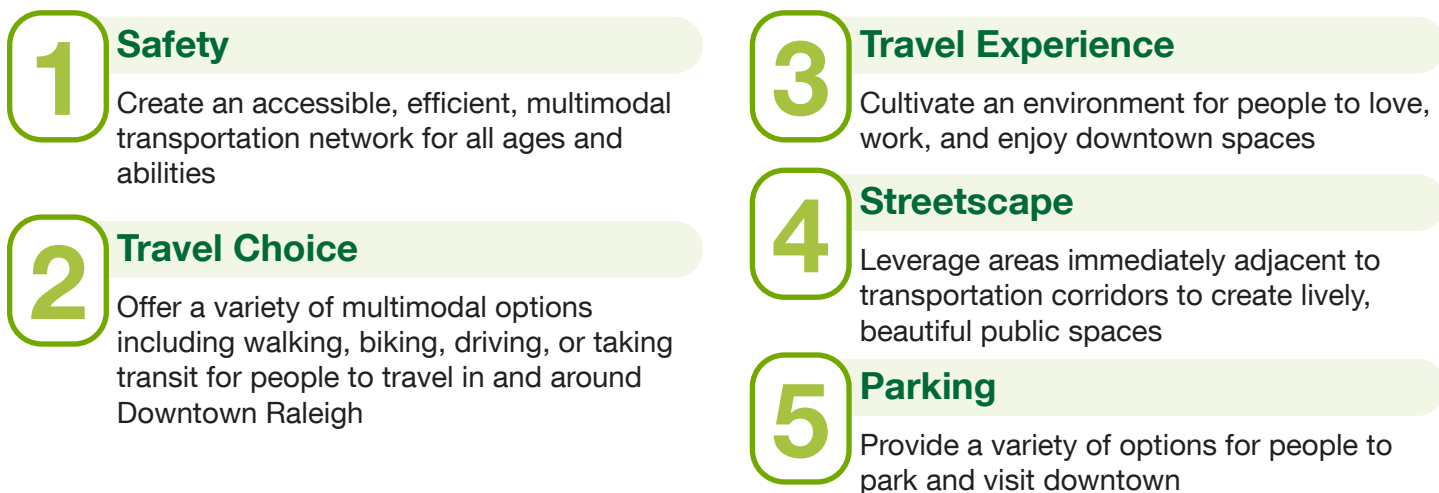 1
Safety
Create an accessible, efficient, multimodal
transportation network for all ages and
abilities
2
Travel Choice
Offer a variety of multimodal options
including walking, biking, driving, or taking
transit for people to travel in and around
Downtown Raleigh
3
Travel Experience
Cultivate an environment for people to love,
work, and enjoy downtown spaces
4
Streetscape
Leverage areas immediately adjacent to
transportation corridors to create lively,
beautiful public spaces
5
Parking
Provide a variety of options for people to
park and visit downtown